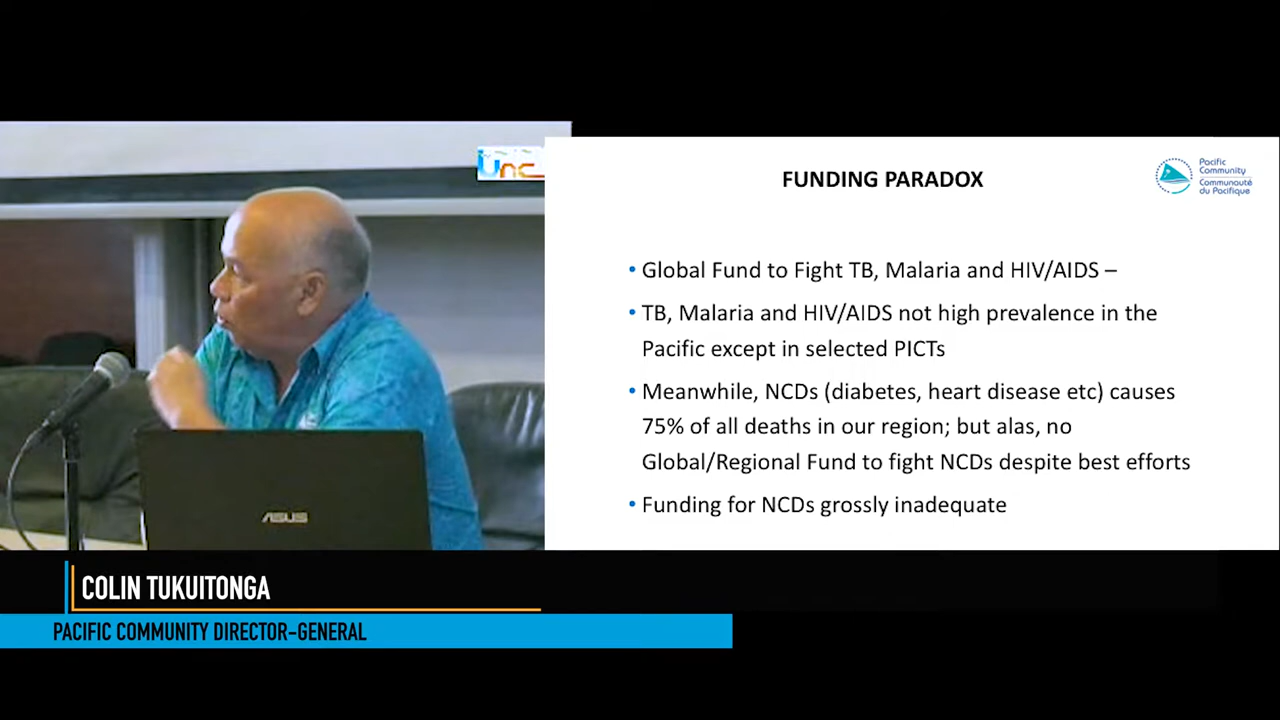 Unc
FUNDING PARADOX
Pacific
Community
Communauté
du Pacifique
• Global Fund to Fight TB, Malaria and HIV/AIDS –
• TB, Malaria and HIV/AIDS not high prevalence in the
Pacific except in selected PICTs
• Meanwhile, NCDs (diabetes, heart disease etc) causes
75% of all deaths in our region; but alas, no
Global/Regional Fund to fight NCDs despite best efforts
• Funding for NCDs grossly inadequate
ASUS
COLIN TUKUITONGA
PACIFIC COMMUNITY DIRECTOR-GENERAL